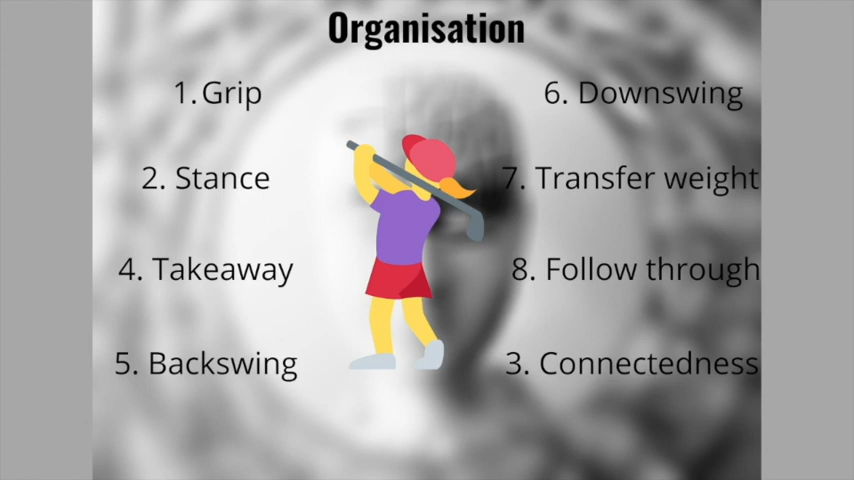 Organisation
1. Grip
2. Stance
4. Takeaway
5. Backswing
6. Downswing
7. Transfer weight
8. Follow through
3. Connectedness